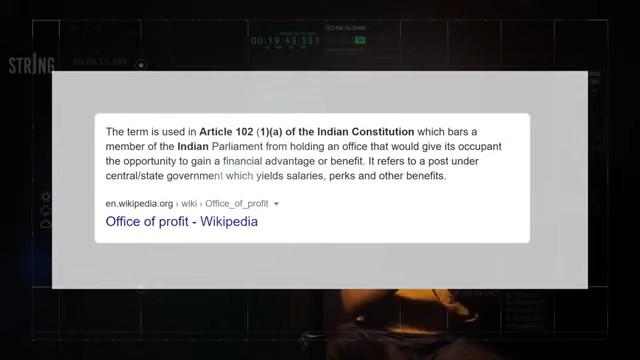 TECHNICAL
00:19:49.133
STRING
The term is used in Article 102 (1)(a) of the Indian Constitution which bars a
member of the Indian Parliament from holding an office that would give its occupant
the opportunity to gain a financial advantage or benefit. It refers to a post under
central/state government which yields salaries, perks and other benefits.
en.wikipedia.org › wiki › Office_of_profit
Office of profit - Wikipedia